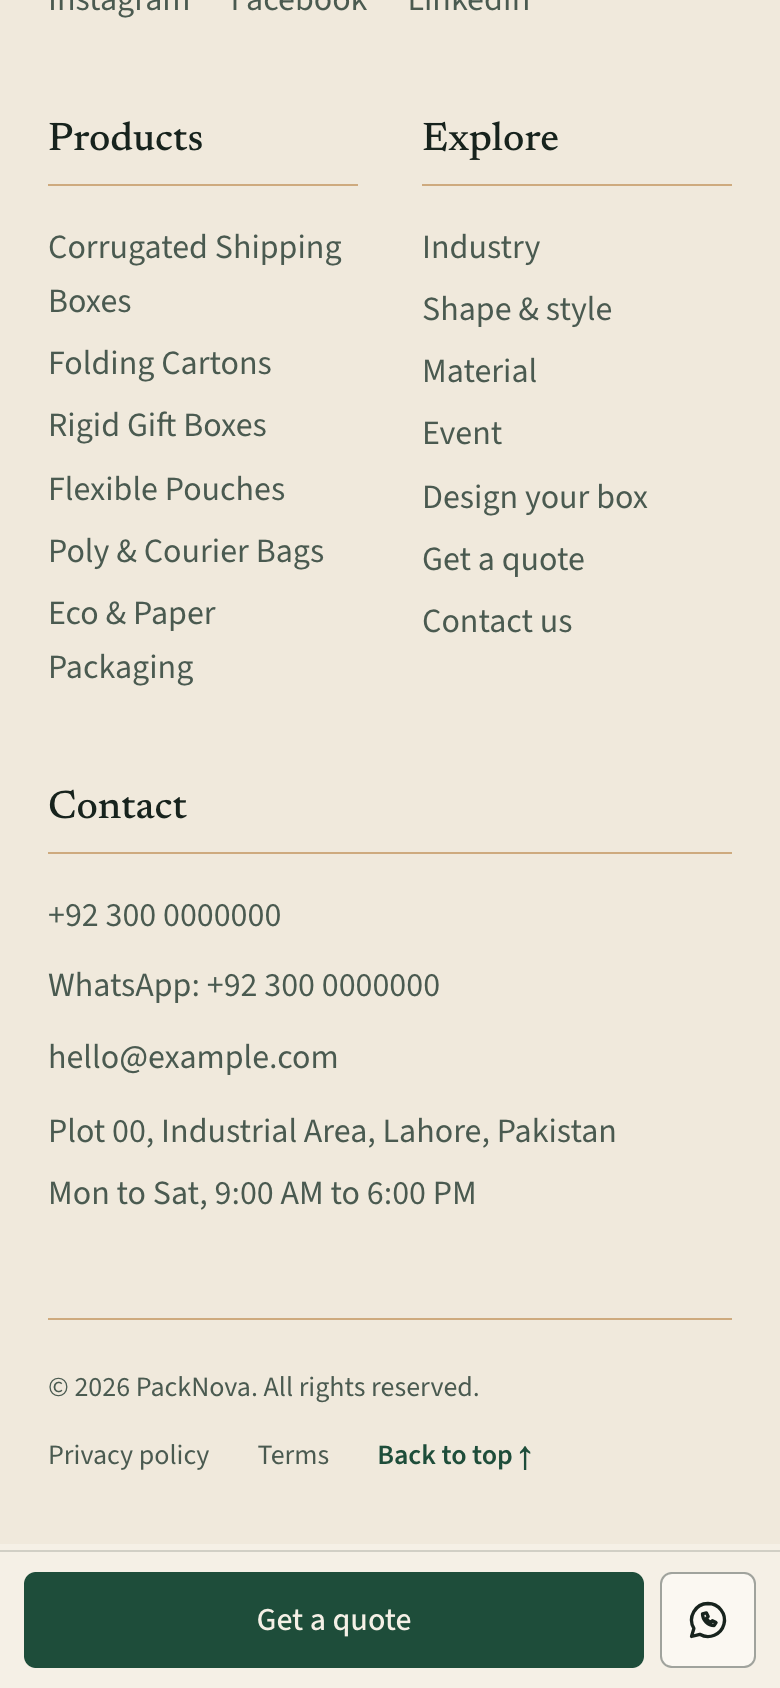 Instagram Facebook LinkedIn
Products
Corrugated Shipping
Boxes
Folding Cartons
Rigid Gift Boxes
Flexible Pouches
Poly & Courier Bags
Eco & Paper
Packaging
Explore
Industry
Shape & style
Material
Event
Design your box
Get a quote
Contact us
Contact
+92 300 0000000
WhatsApp: +92 300 0000000
hello@example.com
Plot 00, Industrial Area, Lahore, Pakistan
Mon to Sat, 9:00 AM to 6:00 PM
© 2026 PackNova. All rights reserved.
Privacy policy Terms Back to top ↑
Get a quote